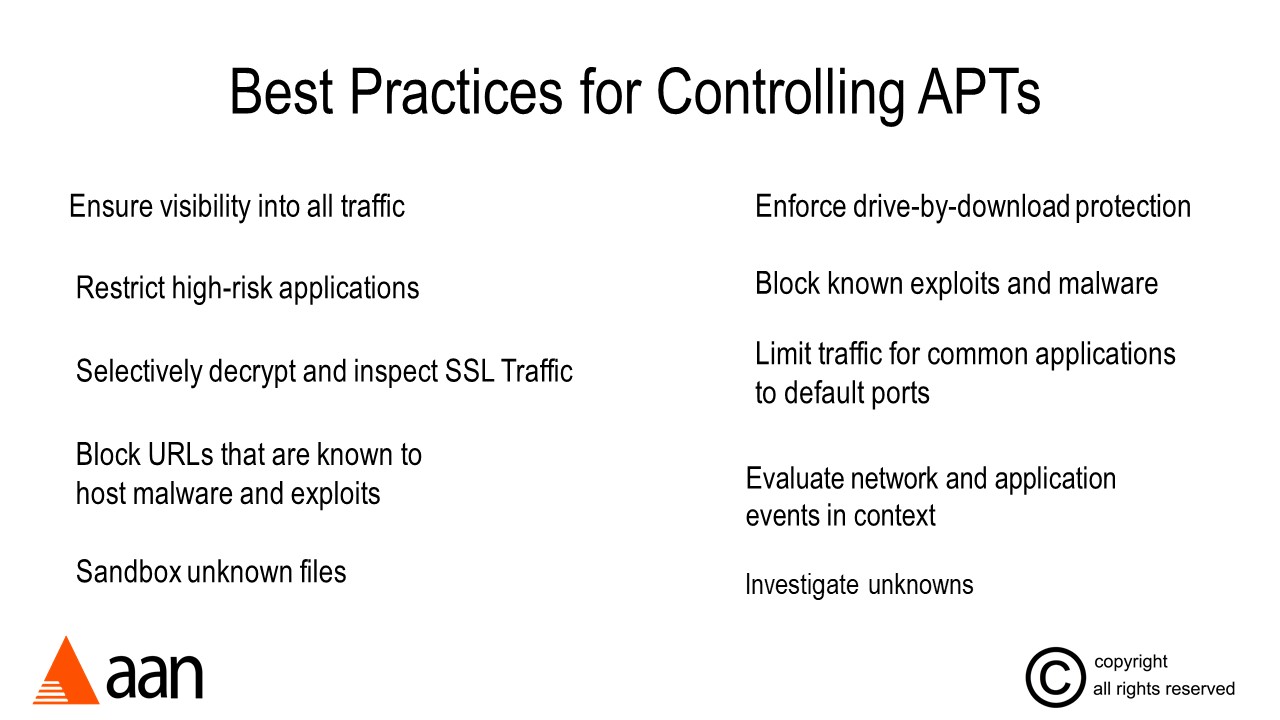 Best Practices for Controlling APTs
Ensure visibility into all traffic
Restrict high-risk applications
Selectively decrypt and inspect SSL Traffic
Block URLs that are known to
host malware and exploits
Sandbox unknown files
Enforce drive-by-download protection
Block known exploits and malware
Limit traffic for common applications
to default ports
Evaluate network and application
events in context
Investigate unknowns
aan
© copyright
all rights reserved